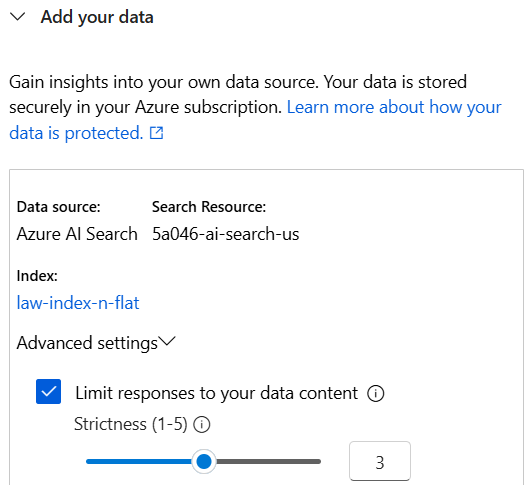 Add your data
Gain insights into your own data source. Your data is stored
securely in your Azure subscription. Learn more about how your
data is protected.
Data source: Search Resource:
Azure AI Search 5a046-ai-search-us
Index:
law-index-n-flat
Advanced settings
Limit responses to your data content
Strictness (1-5)
3